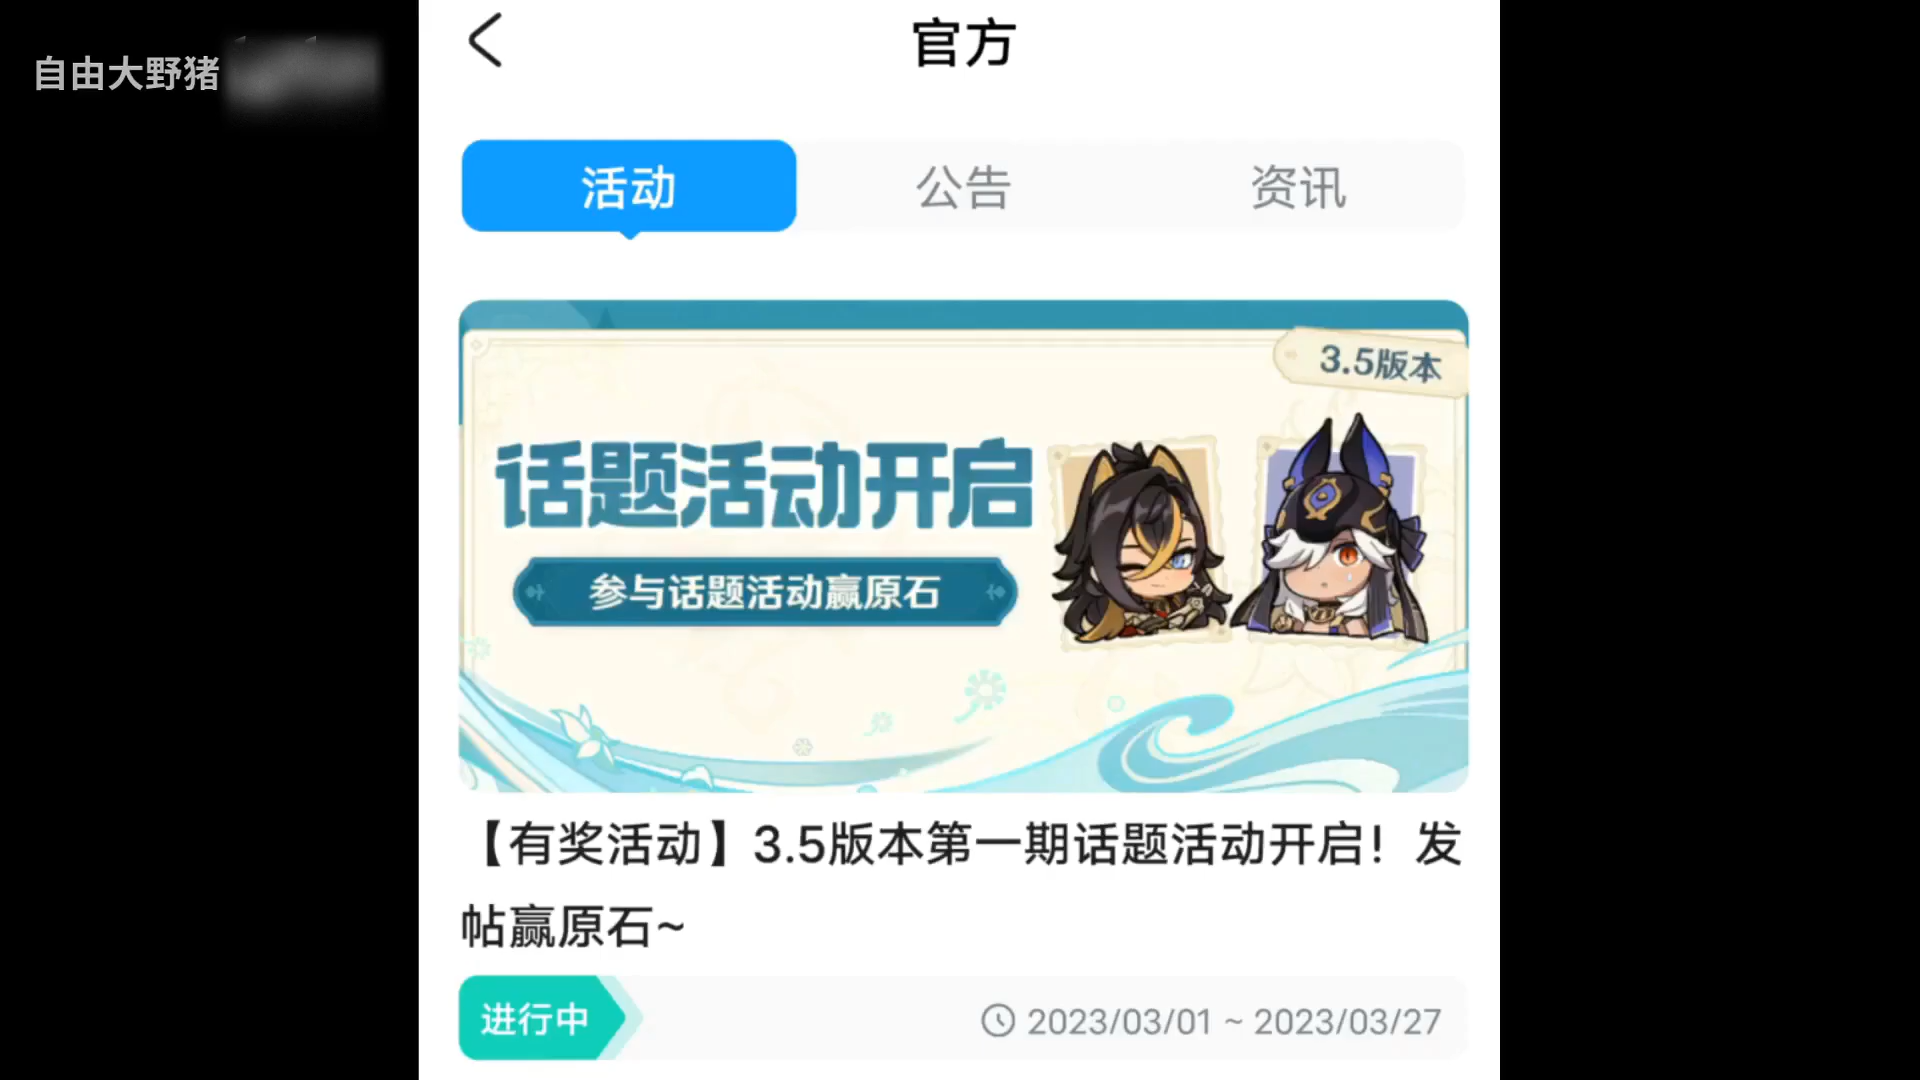 自由大野猪
官方
活动
公告
资讯
3.5版本
话题活动开启
参与话题活动赢原石
【有奖活动】3.5版本第一期话题活动开启！发
帖赢原石~
进行中
2023/03/01 ~ 2023/03/27